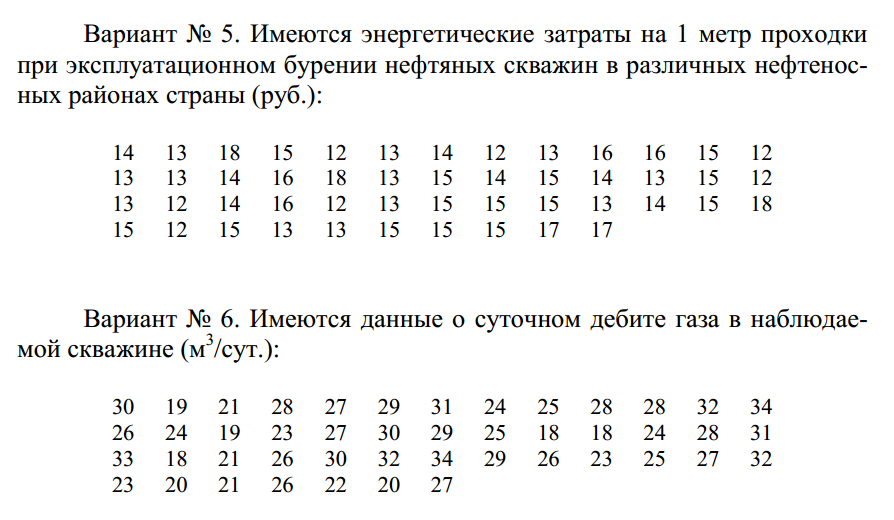 Вариант № 5. Имеются энергетические затраты на 1 метр проходки
при эксплуатационном бурении нефтяных скважин в различных нефтенос-
ных районах страны (руб.):
14 13 18 15 12 13 14 12 13 16 16 15 12
13 13 14 16 18 13 15 14 15 14 13 15 12
13 12 14 16 12 13 15 15 15 13 14 15 18
15 12 15 13 13 15 15 15 17 17
Вариант № 6. Имеются данные о суточном дебите газа в наблюдае-
мой скважине (м³/сут.):
30 19 21 28 27 29 31 24 25 28 28 32 34
26 24 19 23 27 30 29 25 18 18 24 28 31
33 18 21 26 30 32 34 29 26 23 25 27 32
23 20 21 26 22 20 27